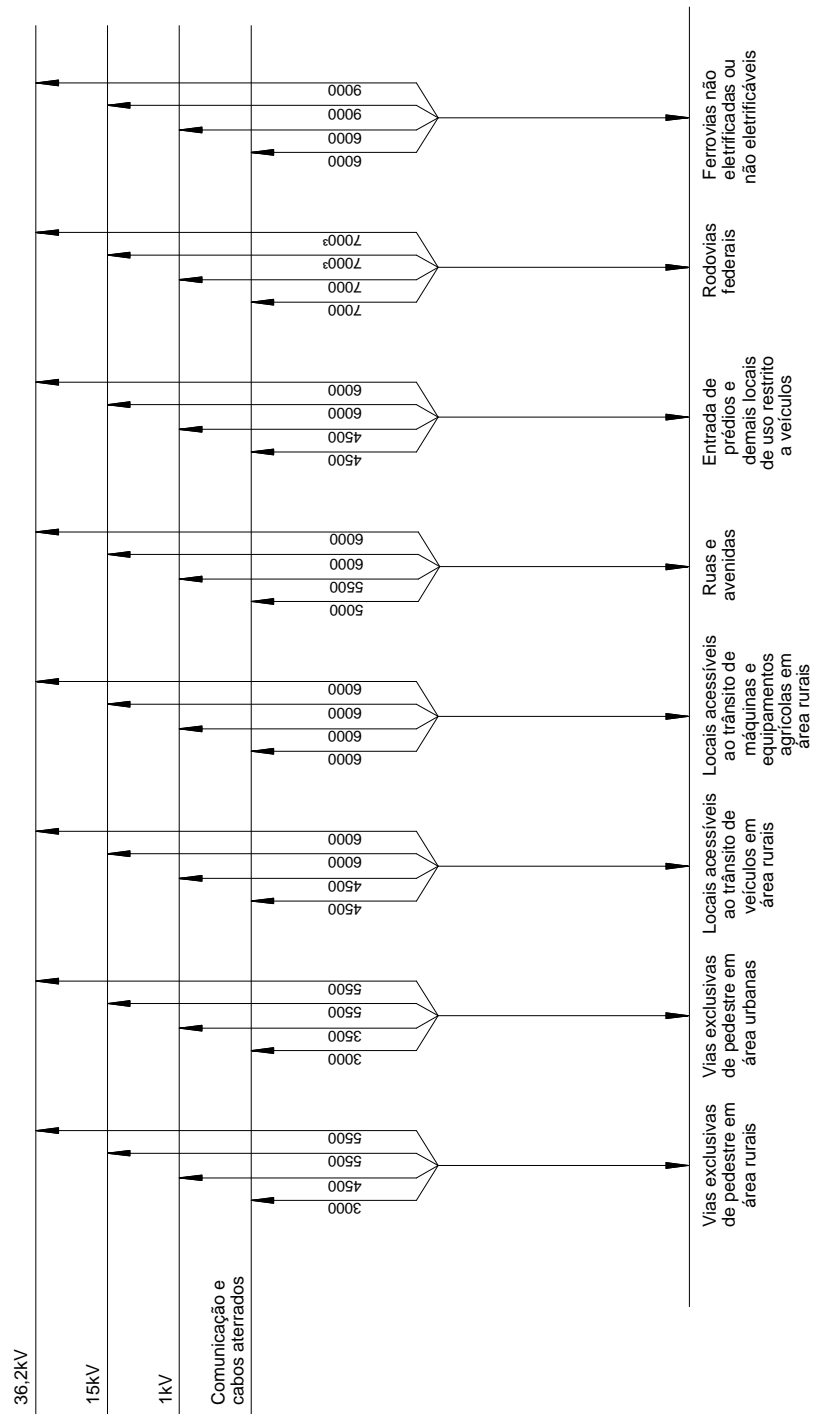 36,2kV
15kV
1kV
Comunicação e
cabos aterrados
3000
4500
5500
5500
3000
3500
5500
5500
4500
4500
6000
6000
6000
6000
6000
6000
5000
5500
6000
6000
4500
4500
6000
6000
7000
7000
7000³
7000³
6000
6000
9000
9000
Vias exclusivas
de pedestre em
área rurais
Vias exclusivas
de pedestre em
área urbanas
Locais acessíveis
ao trânsito de
veículos em
área rurais
Locais acessíveis
ao trânsito de
máquinas e
equipamentos
agrícolas em
área rurais
Ruas e
avenidas
Entrada de
prédios e
demais locais
de uso restrito
a veículos
Rodovias
federais
Ferrovias não
eletrificadas ou
não eletrificáveis